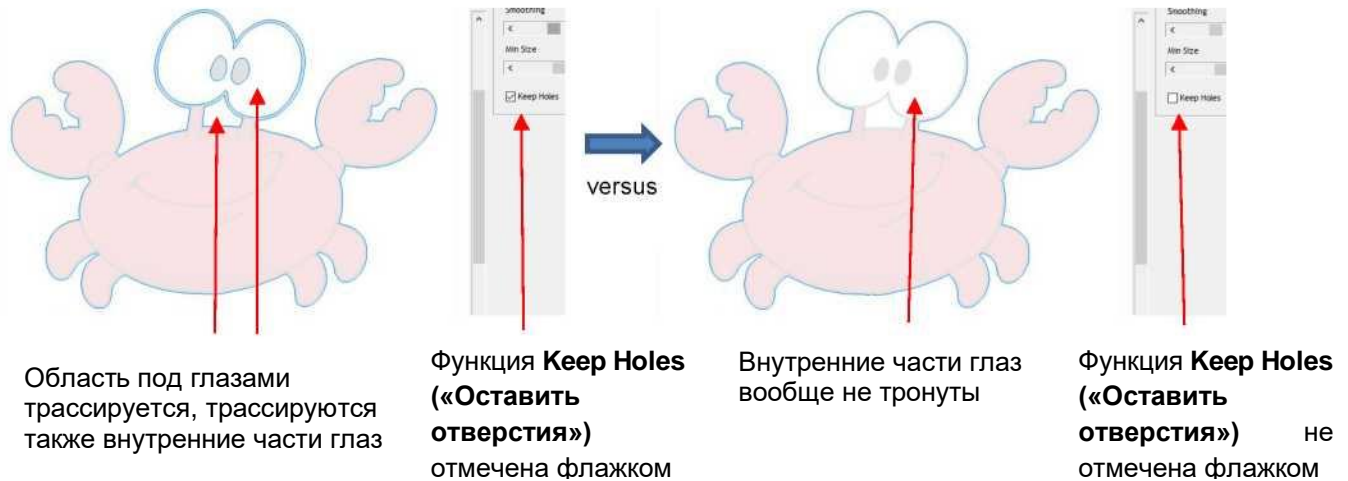 Smoothing
<
Min Size
<
Keep Holes
versus
Smoothing
<
Min Size
<
Keep Holes
Область под глазами
трассируется, трассируются
также внутренние части глаз
Функция Keep Holes
(«Оставить
отверстия»)
отмечена флажком
Внутренние части глаз
вообще не тронуты
Функция Keep Holes
(«Оставить
отверстия») не
отмечена флажком